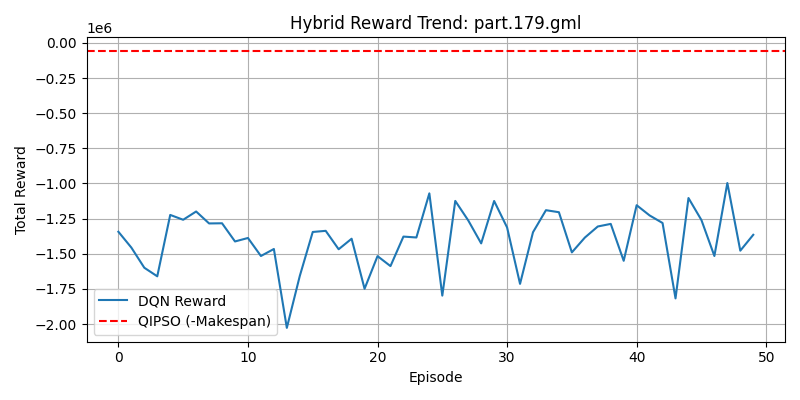 Hybrid Reward Trend: part.179.gml
1e6
0.00
−0.25
−0.50
−0.75
−1.00
−1.25
−1.50
−1.75
−2.00
Total Reward
DQN Reward
QIPSO (-Makespan)
0 10 20 30 40 50
Episode